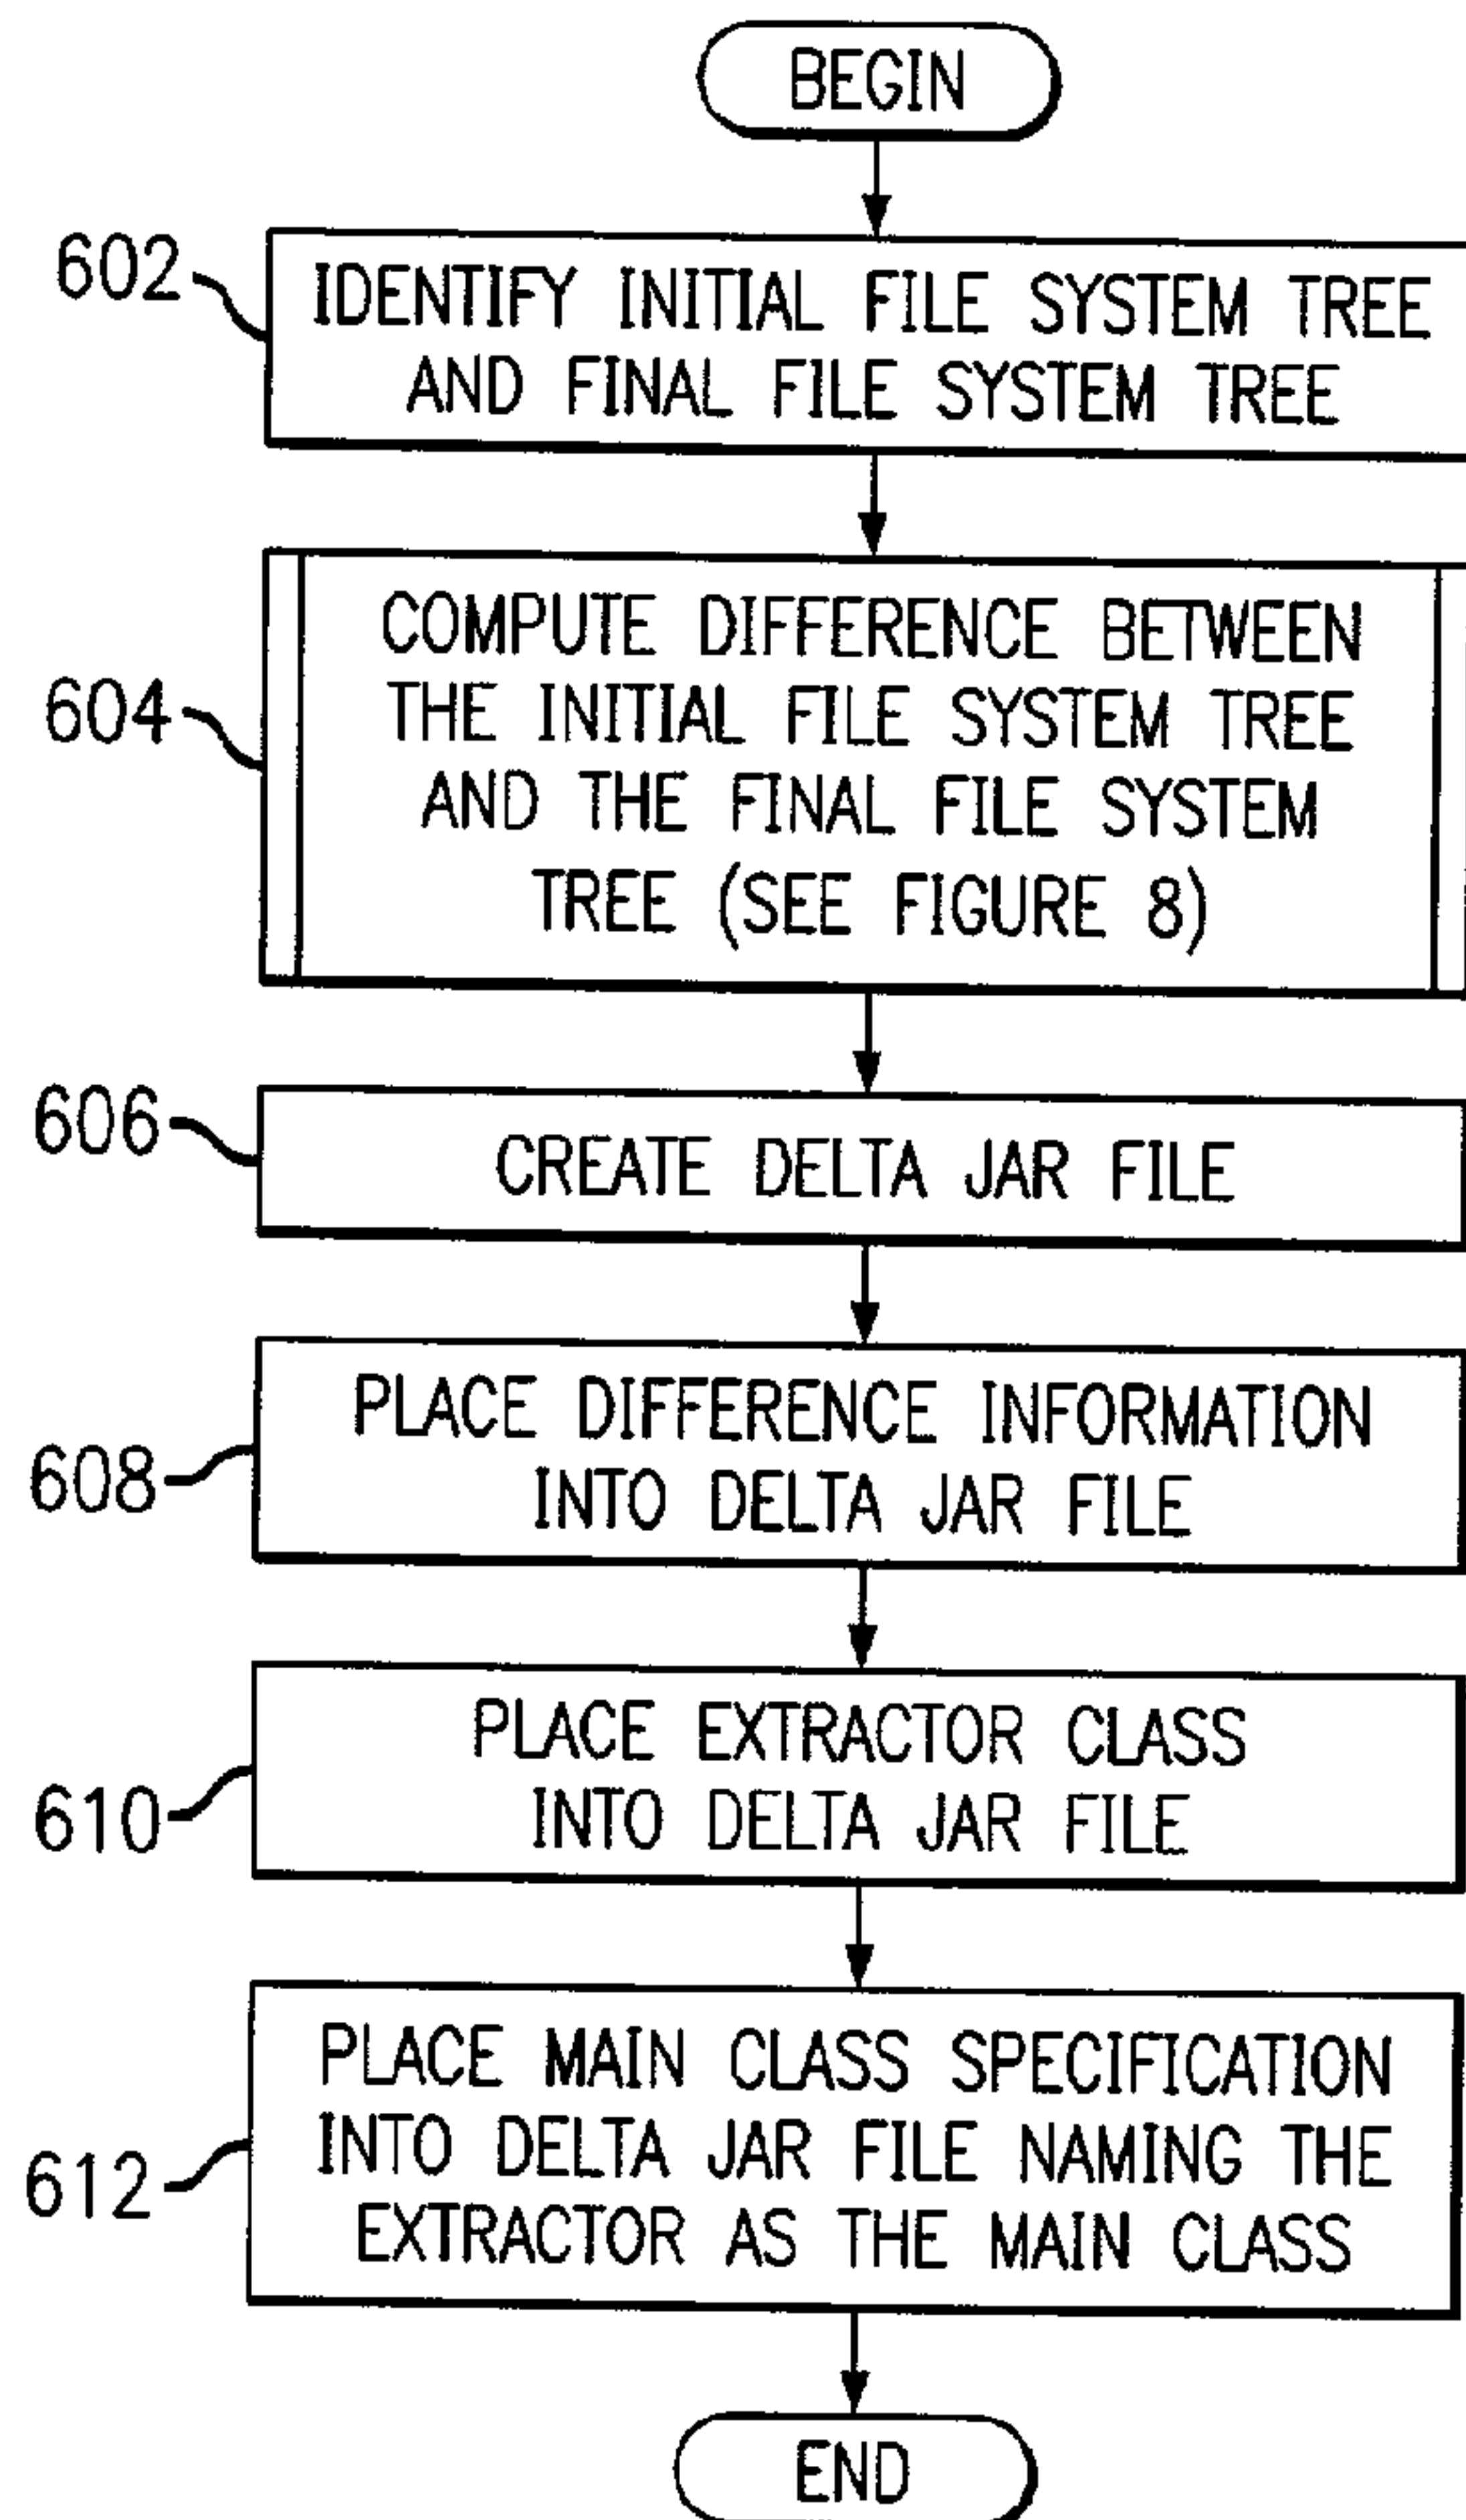 BEGIN
602
IDENTIFY INITIAL FILE SYSTEM TREE
AND FINAL FILE SYSTEM TREE
604
COMPUTE DIFFERENCE BETWEEN
THE INITIAL FILE SYSTEM TREE
AND THE FINAL FILE SYSTEM
TREE (SEE FIGURE 8)
606
CREATE DELTA JAR FILE
608
PLACE DIFFERENCE INFORMATION
INTO DELTA JAR FILE
610
PLACE EXTRACTOR CLASS
INTO DELTA JAR FILE
612
PLACE MAIN CLASS SPECIFICATION
INTO DELTA JAR FILE NAMING THE
EXTRACTOR AS THE MAIN CLASS
END